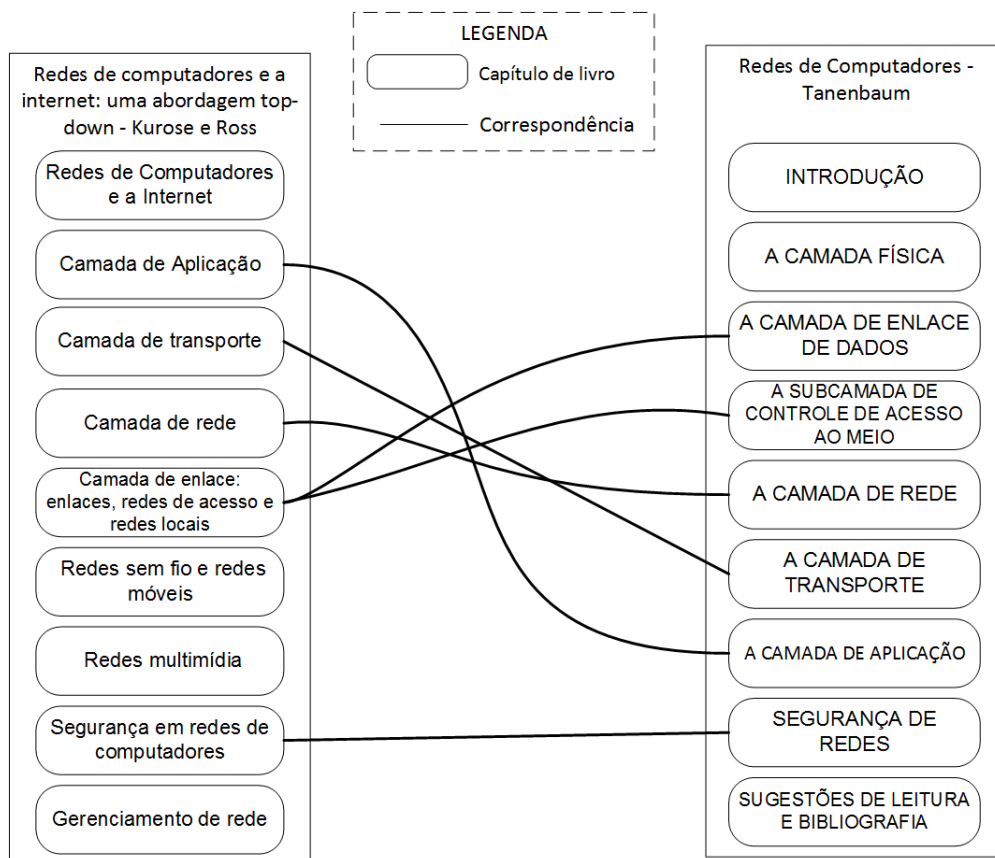 LEGENDA
Capítulo de livro
Correspondência
Redes de computadores e a
internet: uma abordagem top-
down - Kurose e Ross
Redes de Computadores
e a Internet
Camada de Aplicação
Camada de transporte
Camada de rede
Camada de enlace:
enlaces, redes de acesso e
redes locais
Redes sem fio e redes
móveis
Redes multimídia
Segurança em redes de
computadores
Gerenciamento de rede
Redes de Computadores -
Tanenbaum
INTRODUÇÃO
A CAMADA FÍSICA
A CAMADA DE ENLACE
DE DADOS
A SUBCAMADA DE
CONTROLE DE ACESSO
AO MEIO
A CAMADA DE REDE
A CAMADA DE
TRANSPORTE
A CAMADA DE APLICAÇÃO
SEGURANÇA DE
REDES
SUGESTÕES DE LEITURA
E BIBLIOGRAFIA